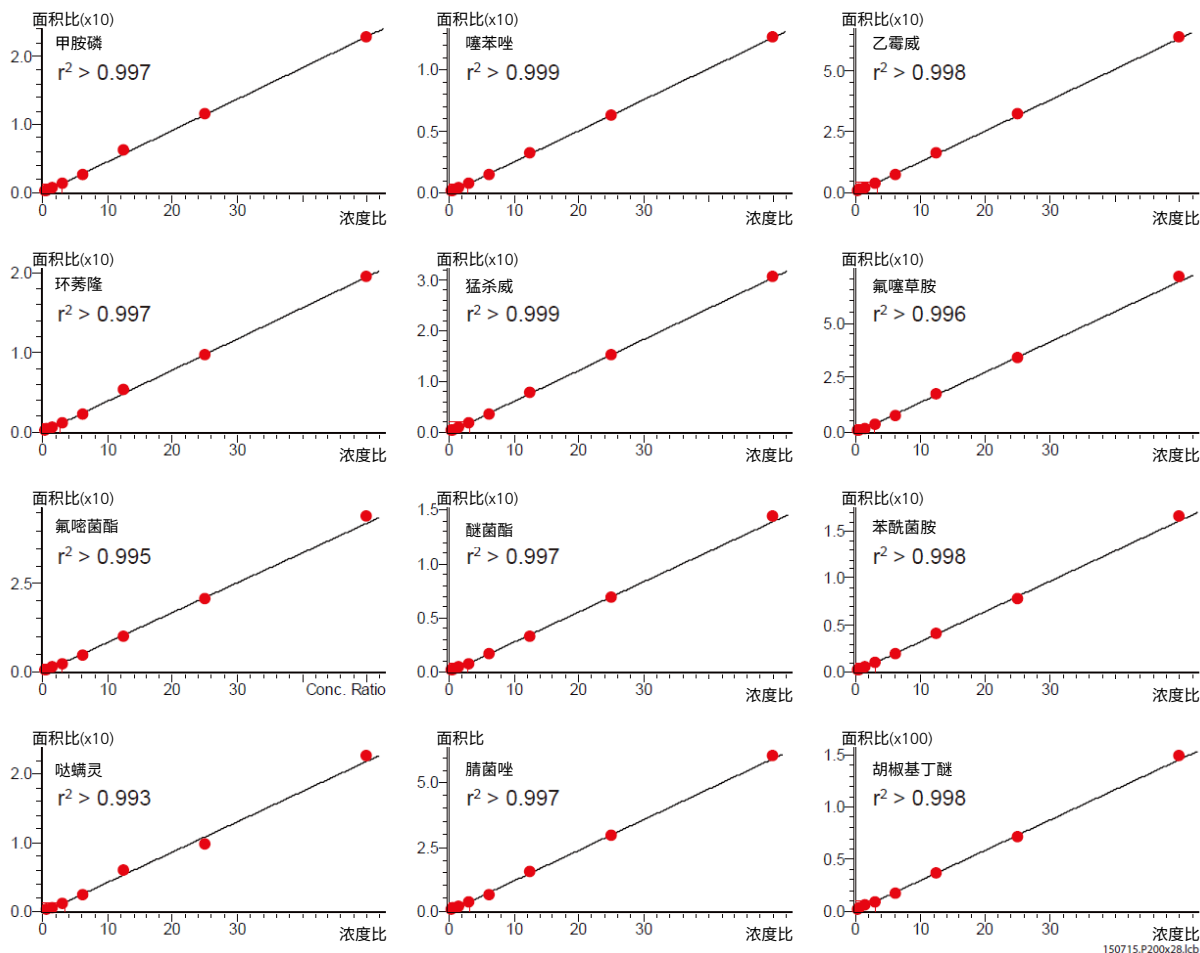 面积比(x10)
甲胺磷
r² > 0.997
2.0
1.0
0.0
0 10 20 30
浓度比
面积比(x10)
噻苯唑
r² > 0.999
1.0
0.5
0.0
0 10 20 30
浓度比
面积比(x10)
乙霉威
r² > 0.998
5.0
2.5
0.0
0 10 20 30
浓度比
面积比(x10)
环莠隆
r² > 0.997
2.0
1.0
0.0
0 10 20 30
浓度比
面积比(x10)
猛杀威
r² > 0.999
3.0
2.0
1.0
0.0
0 10 20 30
浓度比
面积比(x10)
氟噻草胺
r² > 0.996
5.0
2.5
0.0
0 10 20 30
浓度比
面积比(x10)
氟嘧菌酯
r² > 0.995
2.5
0.0
0 10 20 30 Conc. Ratio
面积比(x10)
醚菌酯
r² > 0.997
1.5
1.0
0.5
0.0
0 10 20 30
浓度比
面积比(x10)
苯酰菌胺
r² > 0.998
1.5
1.0
0.5
0.0
0 10 20 30
浓度比
面积比(x10)
哒螨灵
r² > 0.993
2.0
1.0
0.0
0 10 20 30
浓度比
面积比
腈菌唑
r² > 0.997
5.0
2.5
0.0
0 10 20 30
浓度比
面积比(x100)
胡椒基丁醚
r² > 0.998
1.5
1.0
0.5
0.0
0 10 20 30
浓度比
150715.P200x28.lcb